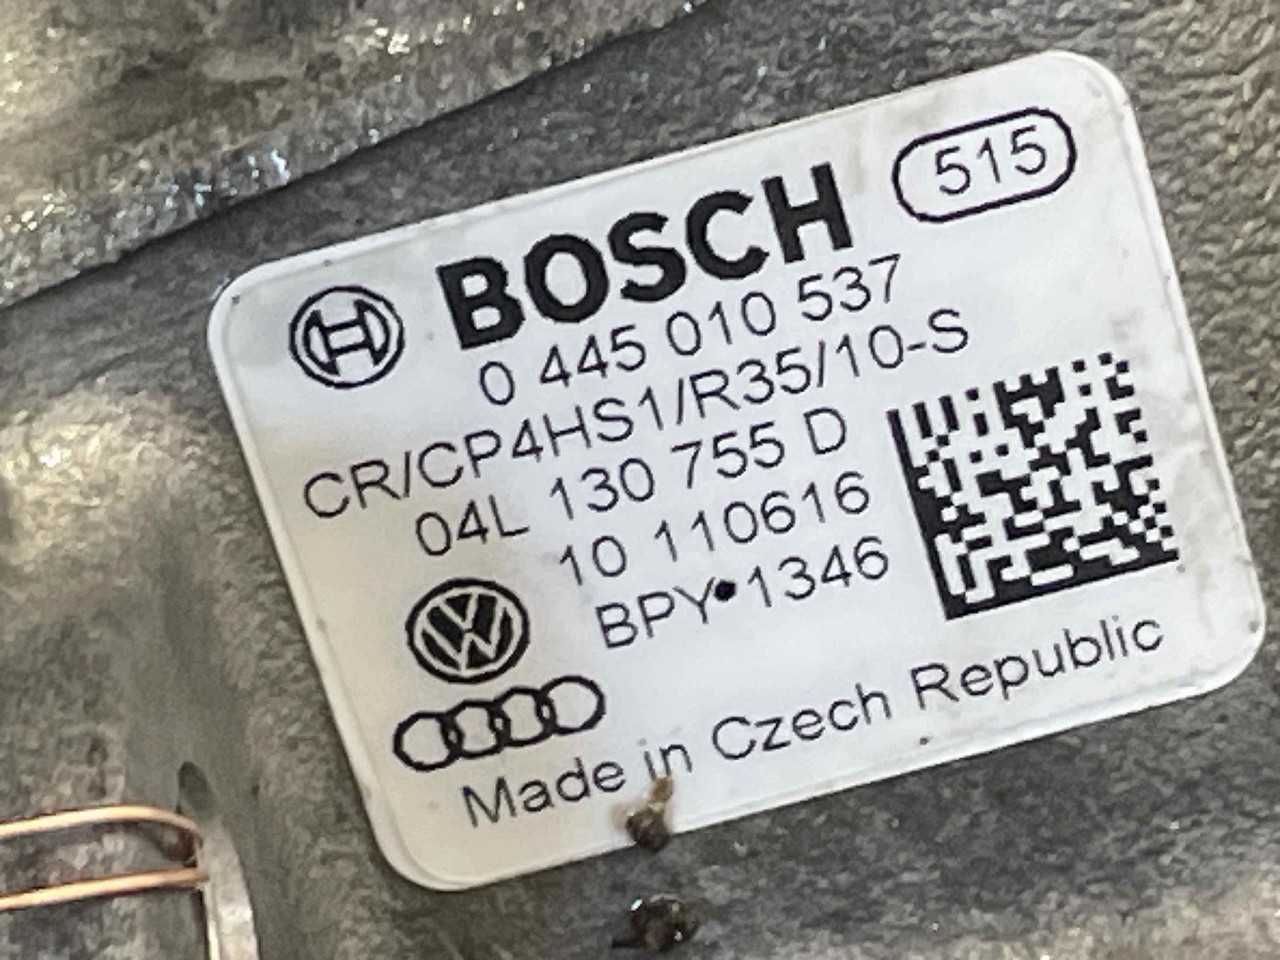 515
BOSCH
0 445 010 537
CR/CP4HS1/R35/10-S
04L 130 755 D
10 110616
BPY•1346
Made in Czech Republic